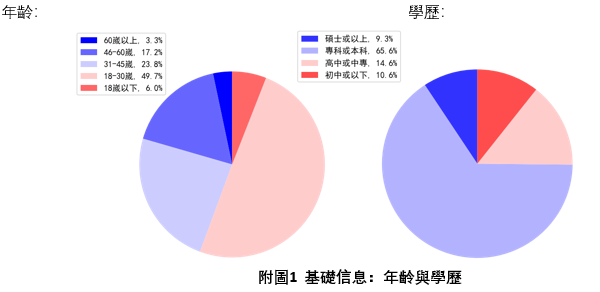 年齡:
學歷:
60歲以上, 3.3%
46-60歲, 17.2%
31-45歲, 23.8%
18-30歲, 49.7%
18歲以下, 6.0%
碩士或以上, 9.3%
專科或本科, 65.6%
高中或中專, 14.6%
初中或以下, 10.6%
附圖1 基礎信息: 年齡與學歷